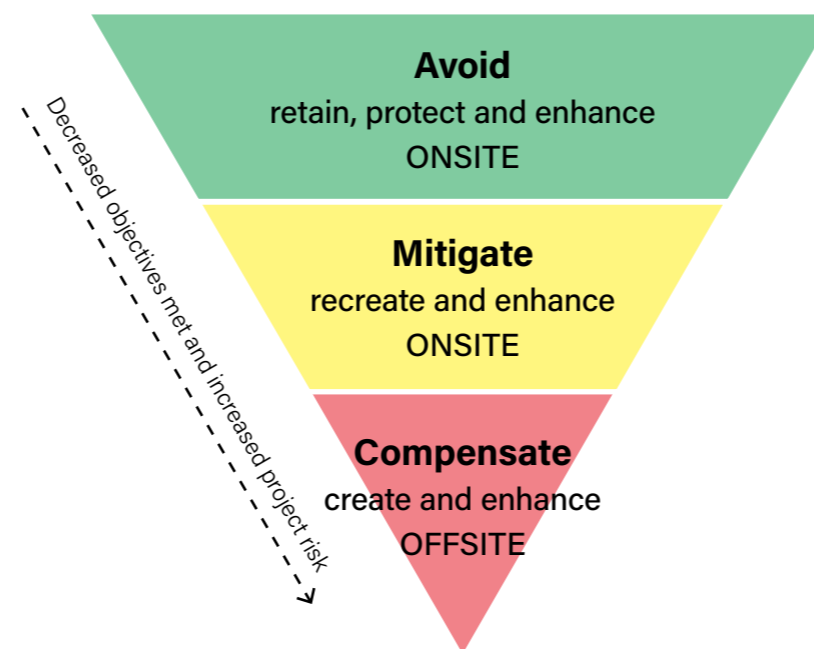 Avoid
retain, protect and enhance
ONSITE
Mitigate
recreate and enhance
ONSITE
Compensate
create and enhance
OFFSITE
Decreased objectives met and increased project risk